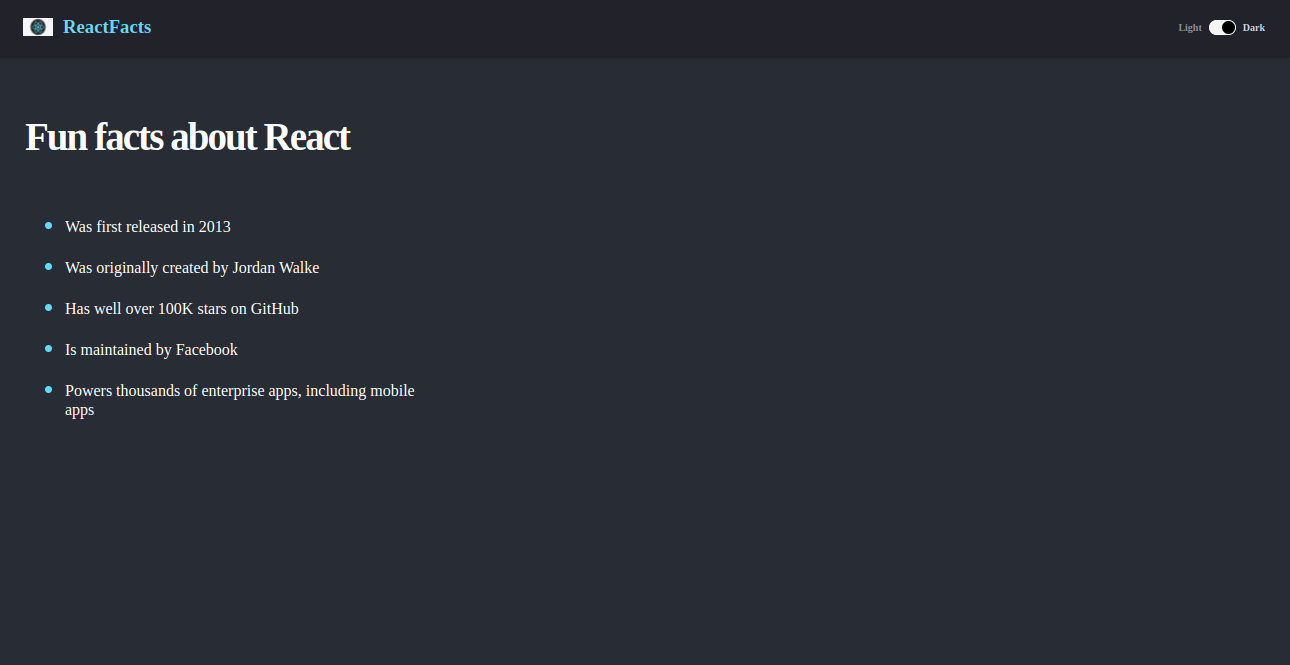 ReactFacts
Light Dark
Fun facts about React
Was first released in 2013
Was originally created by Jordan Walke
Has well over 100K stars on GitHub
Is maintained by Facebook
Powers thousands of enterprise apps, including mobile
apps